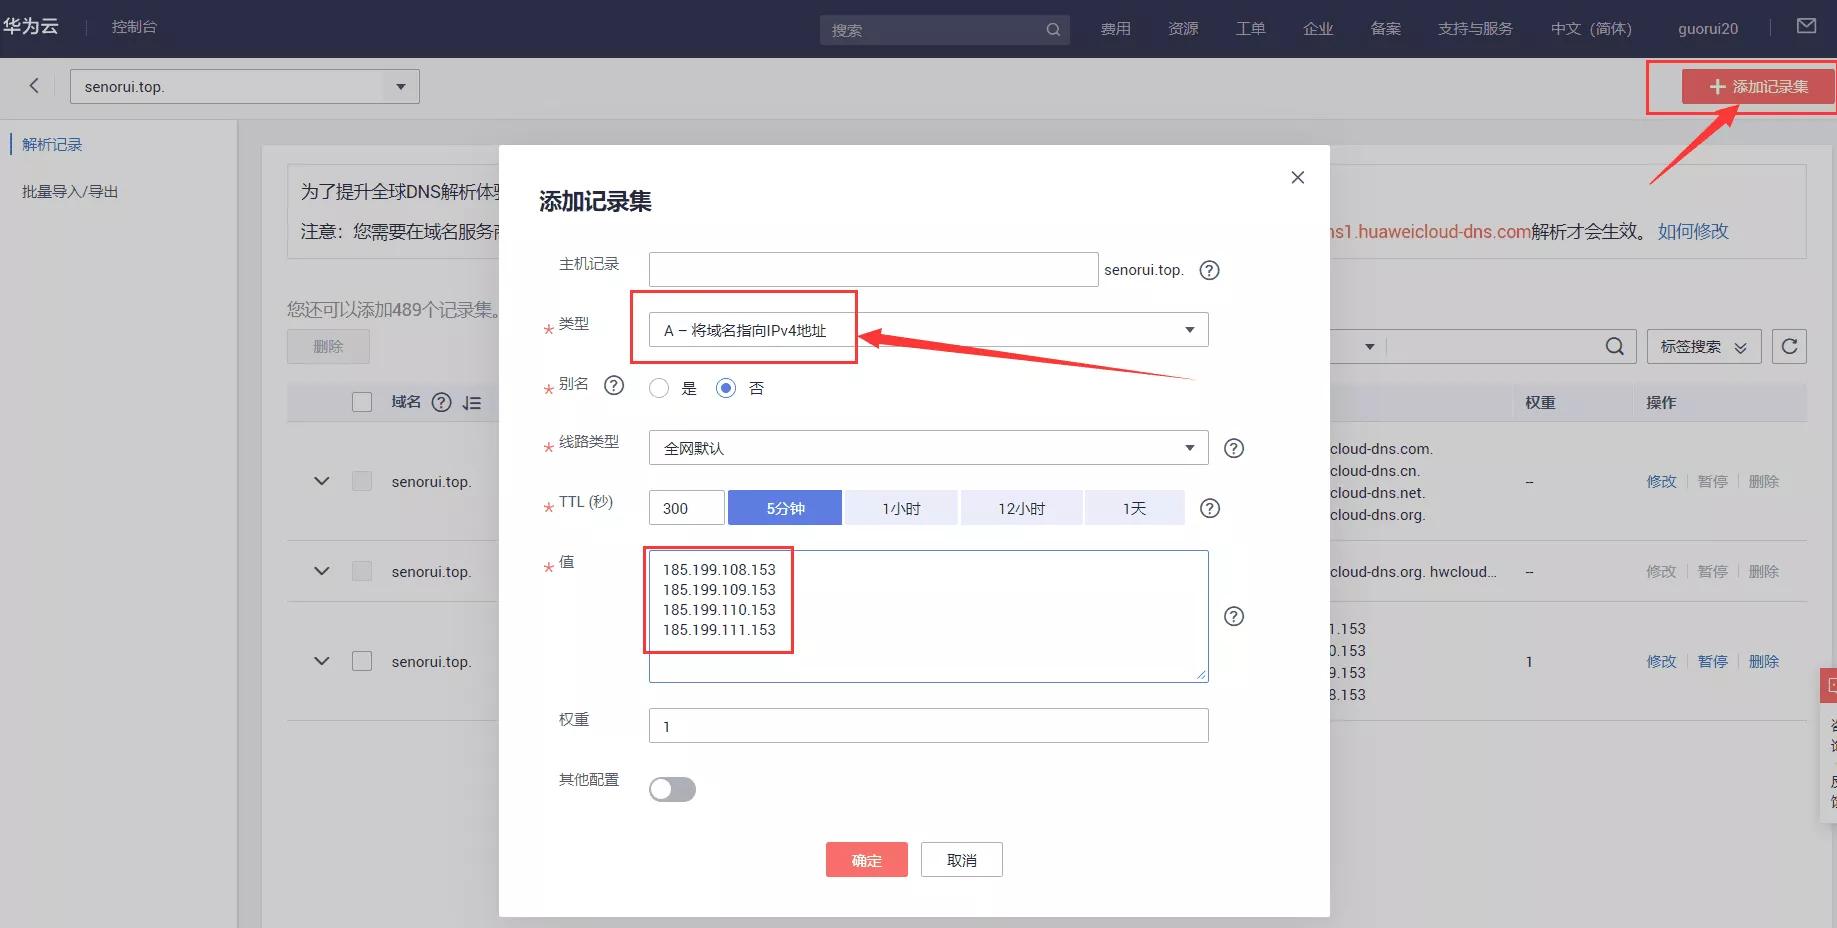 华为云 控制台 搜索 费用 资源 工单 企业 备案 支持与服务 中文（简体） guorui20
senorui.top. 添加记录集
解析记录
批量导入/导出
为了提升全球DNS解析体
注意：您需要在域名服务 ns1.huaweicloud-dns.com解析才会生效。 如何修改
您还可以添加489个记录集。
删除 标签搜索
域名 权重 操作
senorui.top. cloud-dns.com.
cloud-dns.cn.
cloud-dns.net.
cloud-dns.org. -- 修改 暂停 删除
senorui.top. cloud-dns.org. hwcloud... -- 修改 暂停 删除
senorui.top. 1.153
0.153
9.153
8.153 1 修改 暂停 删除
添加记录集
主机记录 senorui.top.
* 类型 A – 将域名指向IPv4地址
* 别名 是 否
* 线路类型 全网默认
* TTL (秒) 300 5分钟 1小时 12小时 1天
* 值
185.199.108.153
185.199.109.153
185.199.110.153
185.199.111.153
权重 1
其他配置
确定 取消